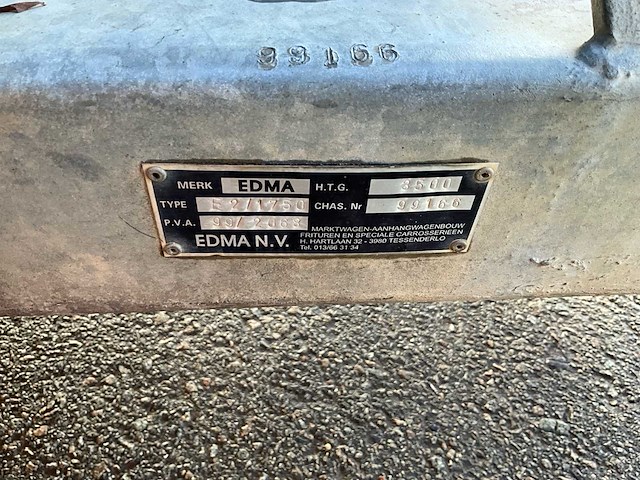 99166
MERK EDMA H.T.G. 3500
TYPE E2/1750 CHAS. Nr 99166
P.V.A. 99/2063
MARKTWAGEN-AANHANGWAGENBOUW
FRITUREN EN SPECIALE CARROSSERIEEN
EDMA N.V. H. HARTLAAN 32 - 3980 TESSENDERLO
Tel. 013/66 31 34